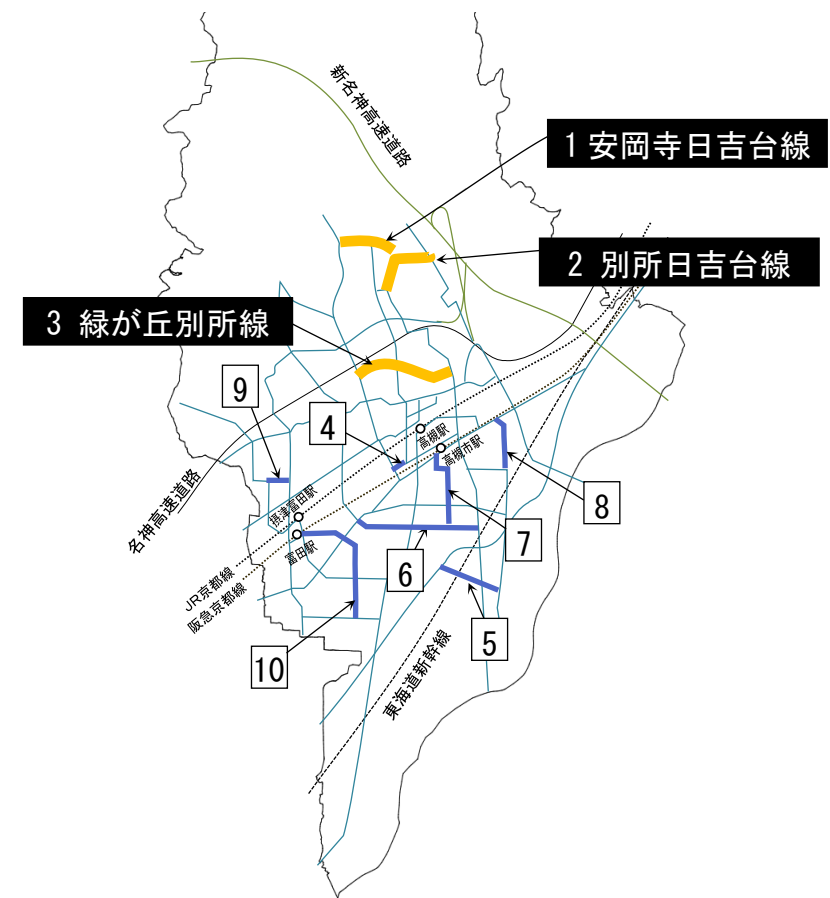 新名神高速道路
1 安岡寺日吉台線
2 別所日吉台線
3 緑が丘別所線
9
4
高槻駅
高槻市駅
8
名神高速道路
摂津富田駅
富田駅
7
6
JR京都線
阪急京都線
5
10
東海道新幹線